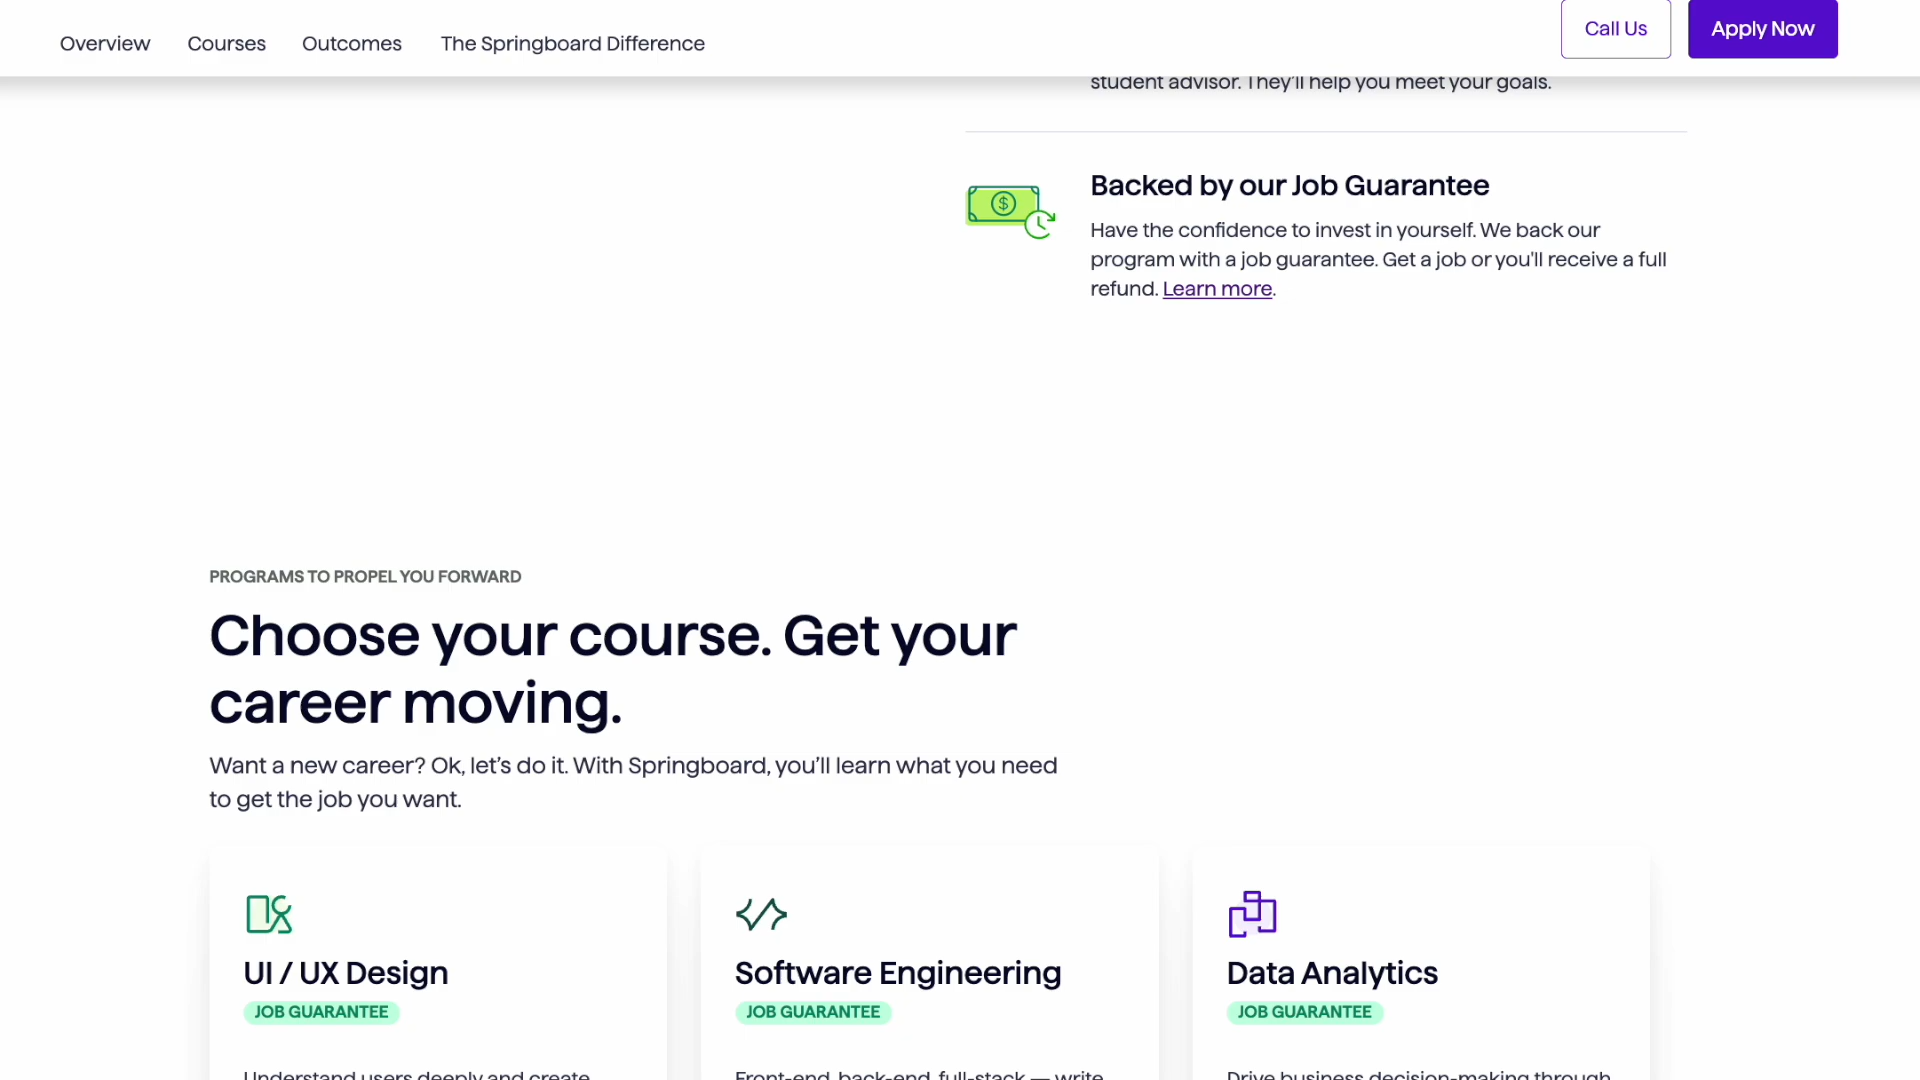 Overview Courses Outcomes The Springboard Difference Call Us Apply Now
student advisor. They'll help you meet your goals.
Backed by our Job Guarantee
Have the confidence to invest in yourself. We back our
program with a job guarantee. Get a job or you'll receive a full
refund. Learn more.
PROGRAMS TO PROPEL YOU FORWARD
Choose your course. Get your
career moving.
Want a new career? Ok, let’s do it. With Springboard, you’ll learn what you need
to get the job you want.
UI / UX Design
JOB GUARANTEE
Understand users deeply and create
Software Engineering
JOB GUARANTEE
Front-end, back-end, full-stack — write
Data Analytics
JOB GUARANTEE
Drive business decision-making through